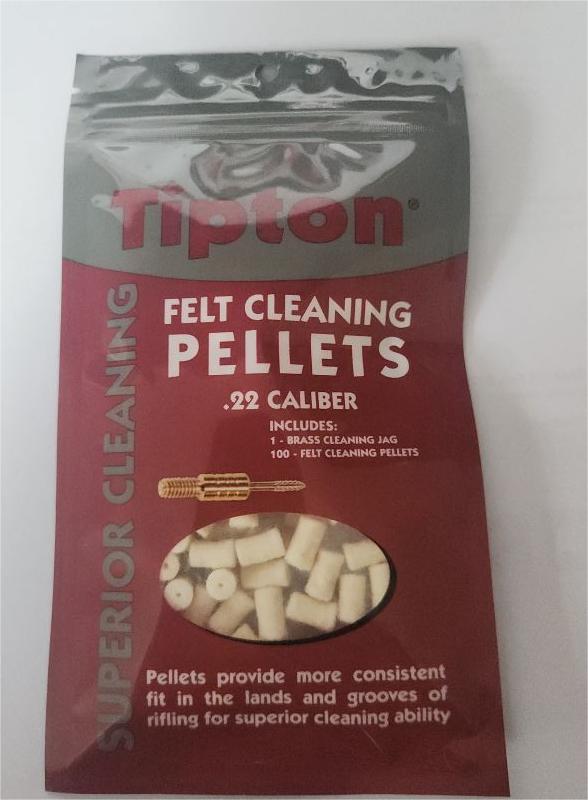 Tipton®
SUPERIOR CLEANING
FELT CLEANING
PELLETS
.22 CALIBER
INCLUDES:
1 - BRASS CLEANING JAG
100 - FELT CLEANING PELLETS
Pellets provide more consistent
fit in the lands and grooves of
rifling for superior cleaning ability